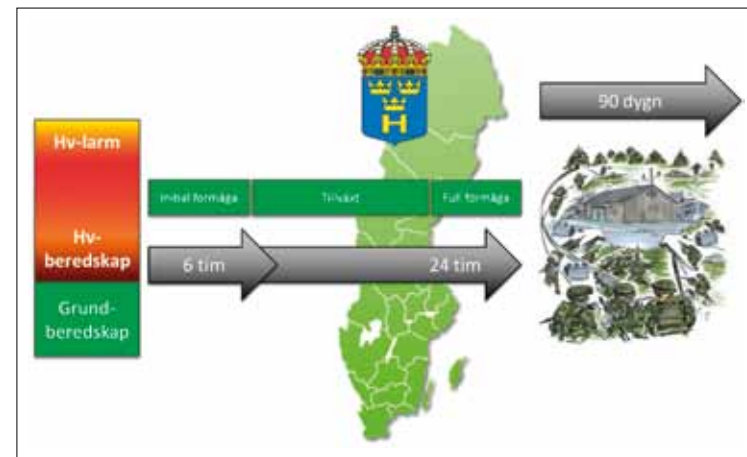 90 dygn
Hv-larm
Initial förmåga
Tillväxt
Full förmåga
Hv-
beredskap
6 tim
24 tim
Grund-
beredskap
H